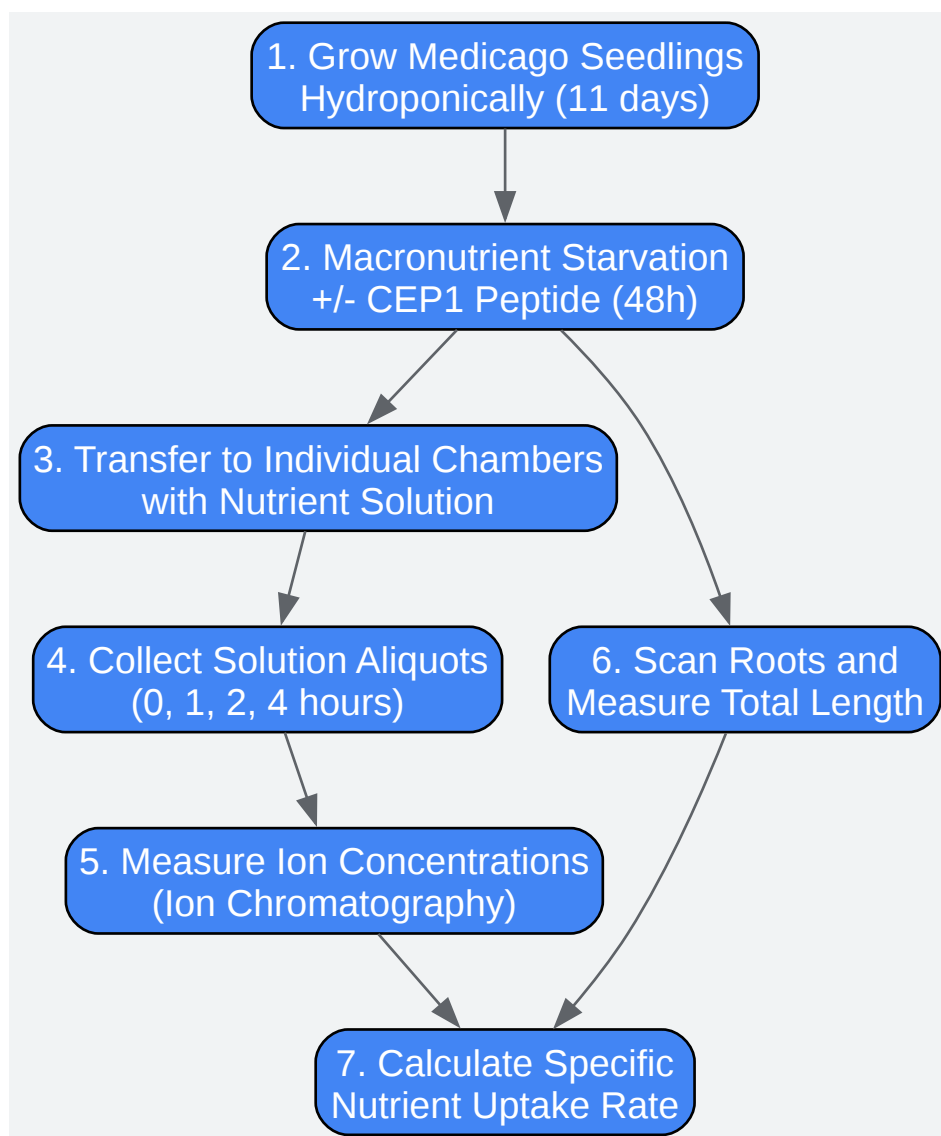 1. Grow Medicago Seedlings
Hydroponically (11 days)
2. Macronutrient Starvation
+/- CEP1 Peptide (48h)
3. Transfer to Individual Chambers
with Nutrient Solution
4. Collect Solution Aliquots
(0, 1, 2, 4 hours)
5. Measure Ion Concentrations
(Ion Chromatography)
6. Scan Roots and
Measure Total Length
7. Calculate Specific
Nutrient Uptake Rate